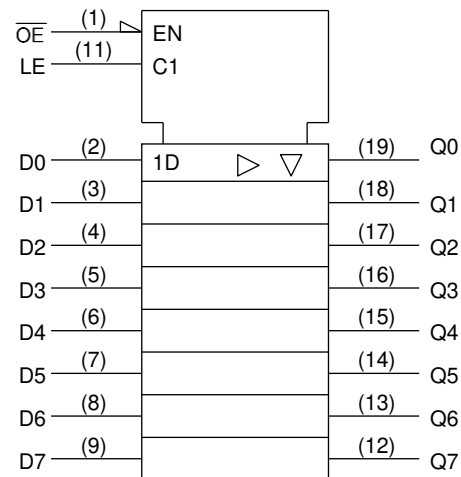 OE (1) EN
LE (11) C1
D0 (2) 1D (19) Q0
D1 (3) (18) Q1
D2 (4) (17) Q2
D3 (5) (16) Q3
D4 (6) (15) Q4
D5 (7) (14) Q5
D6 (8) (13) Q6
D7 (9) (12) Q7